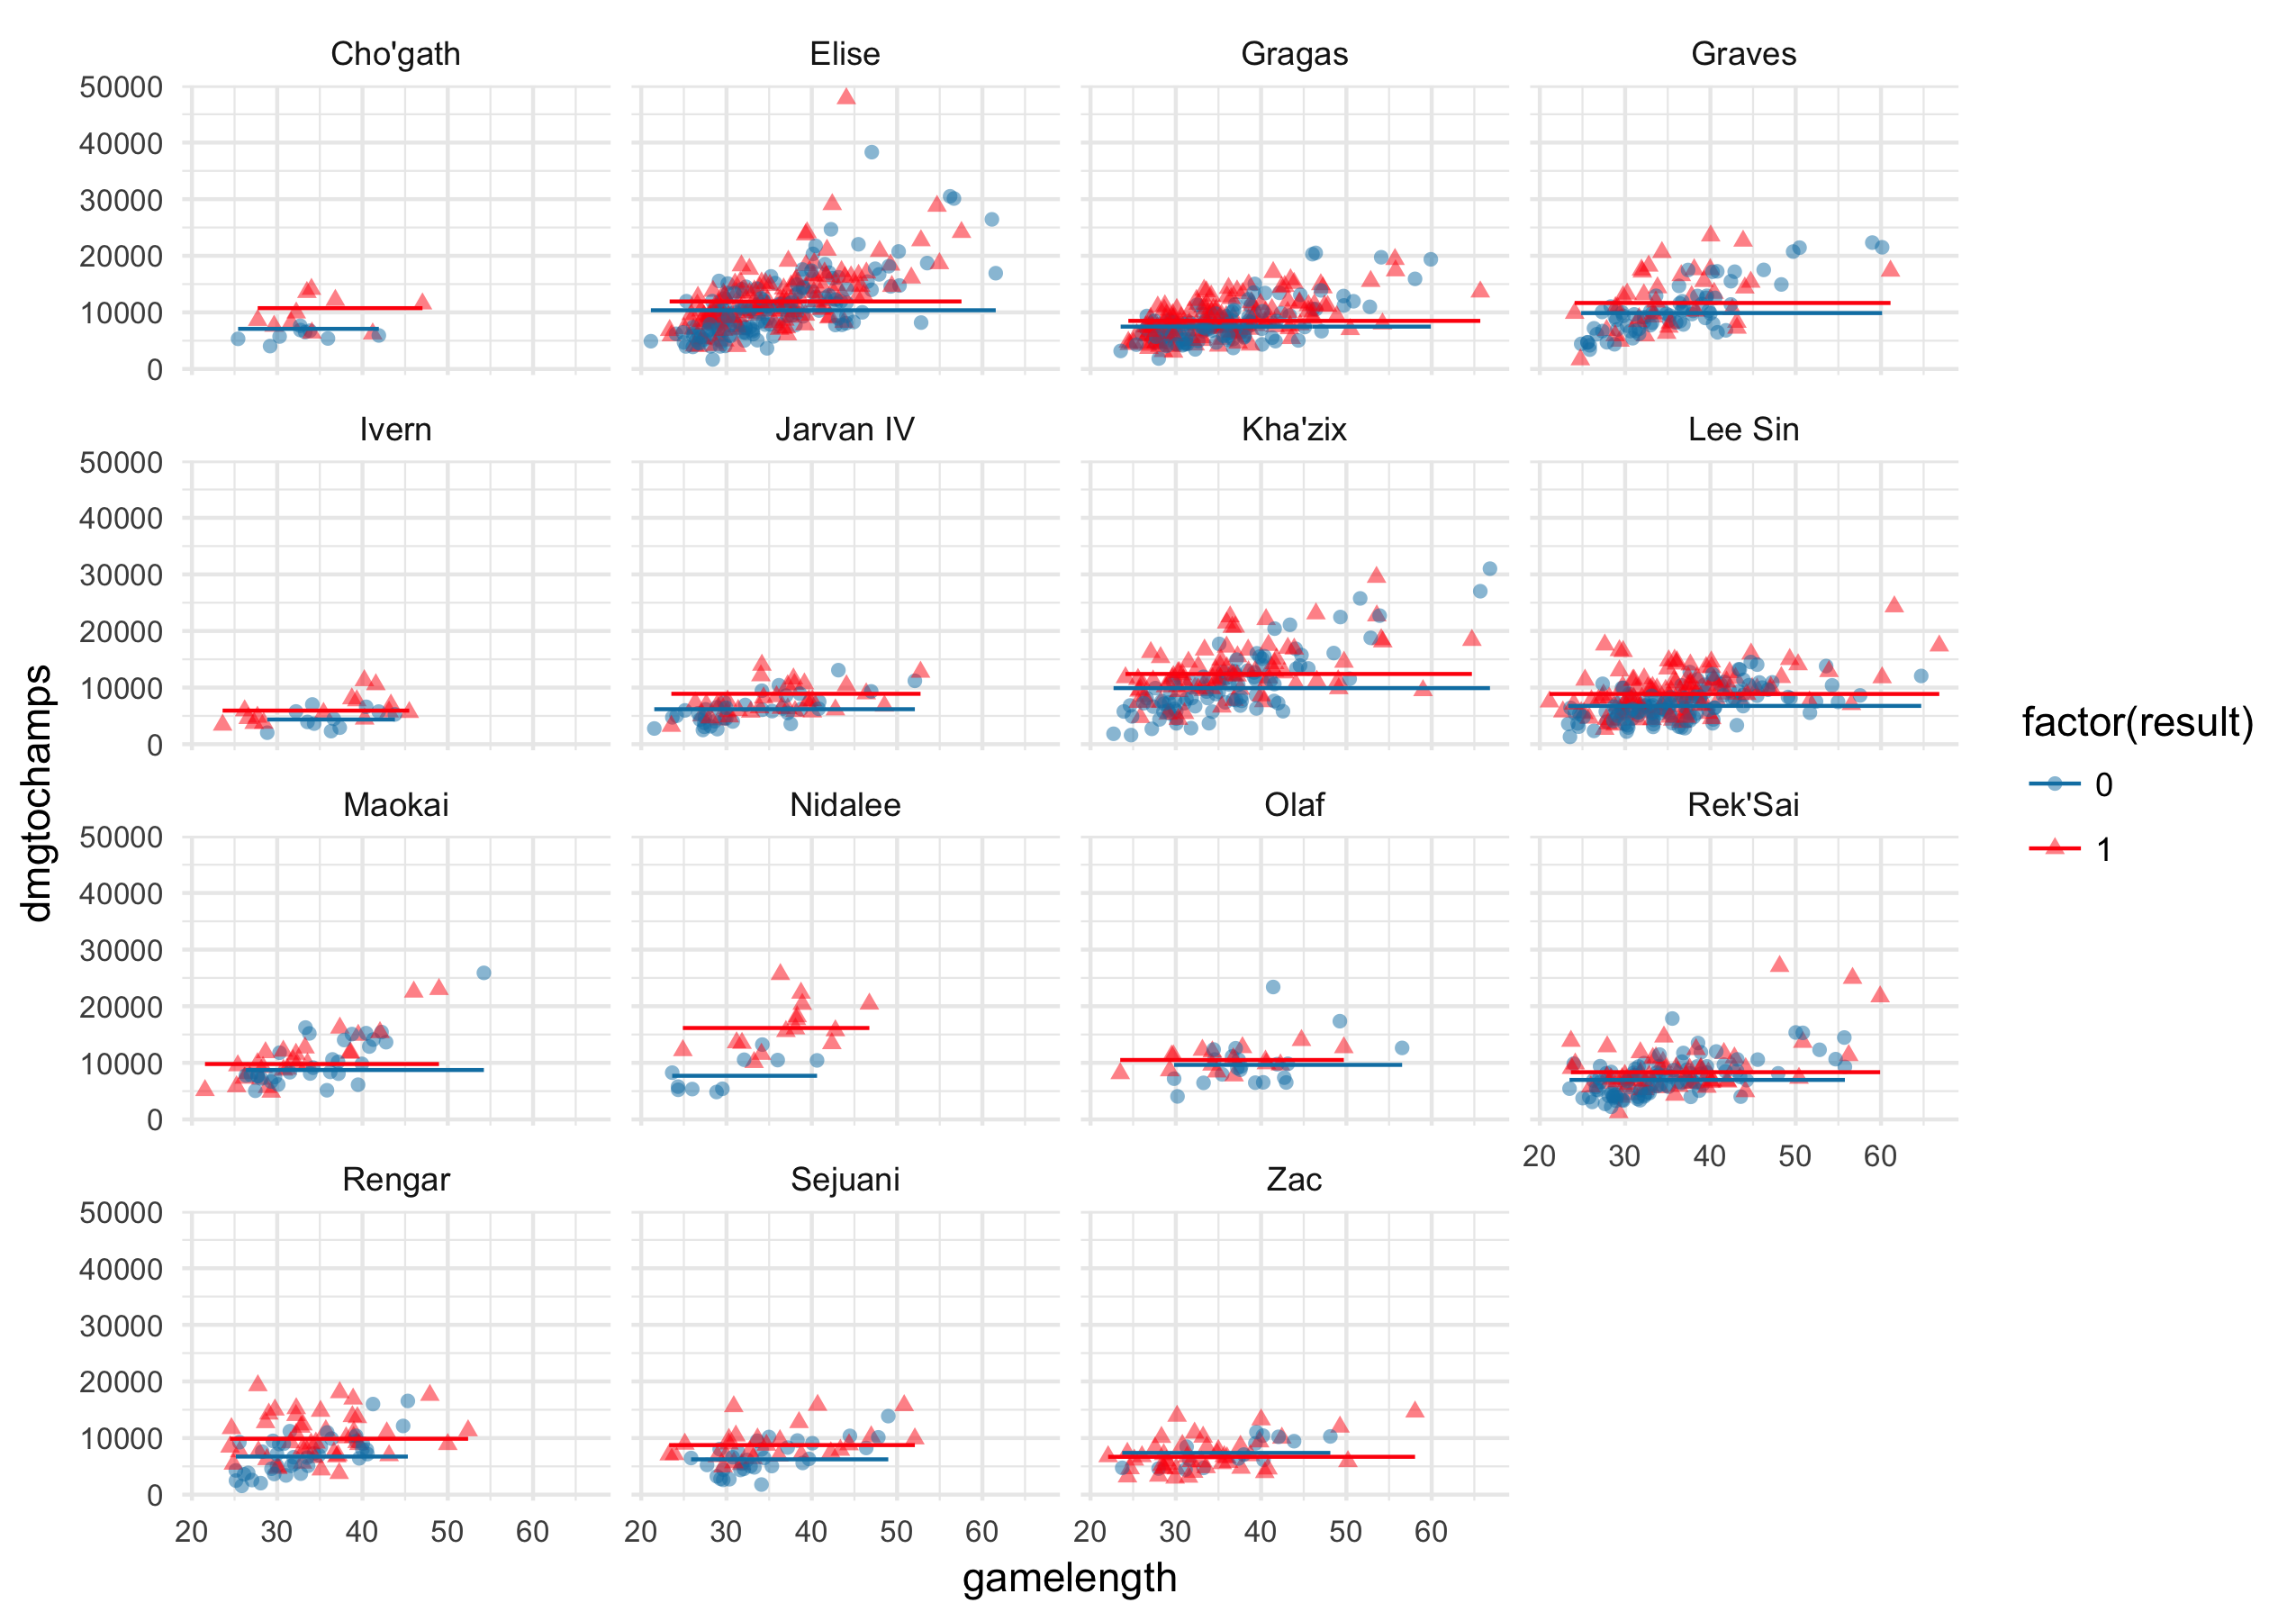 Cho'gath Elise Gragas Graves
50000
40000
30000
20000
10000
0
Ivern Jarvan IV Kha'zix Lee Sin
50000
40000
30000
20000
10000
0
Maokai Nidalee Olaf Rek'Sai
50000
40000
30000
20000
10000
0
20 30 40 50 60
Rengar Sejuani Zac
50000
40000
30000
20000
10000
0
20 30 40 50 60 20 30 40 50 60 20 30 40 50 60
gamelength
dmgtochamps
factor(result)
0
1